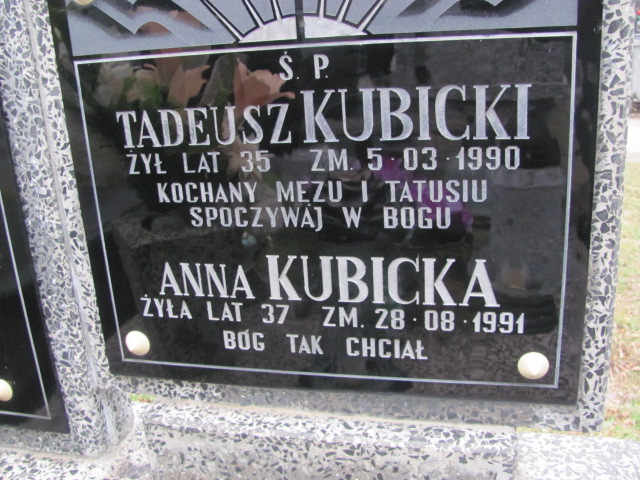 Ś. P.
TADEUSZ KUBICKI
ŻYŁ LAT 35 ZM. 5·03·1990
KOCHANY MĘŻU I TATUSIU
SPOCZYWAJ W BOGU
ANNA KUBICKA
ŻYŁA LAT 37 ZM. 28·08·1991
BÓG TAK CHCIAŁ